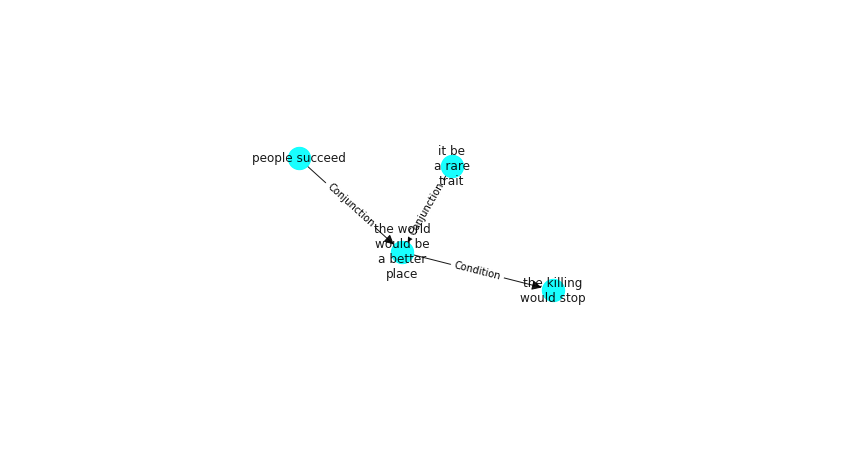 people succeed
it be
a rare
trait
Conjunction
Conjunction
the world
would be
a better
place
Condition
the killing
would stop